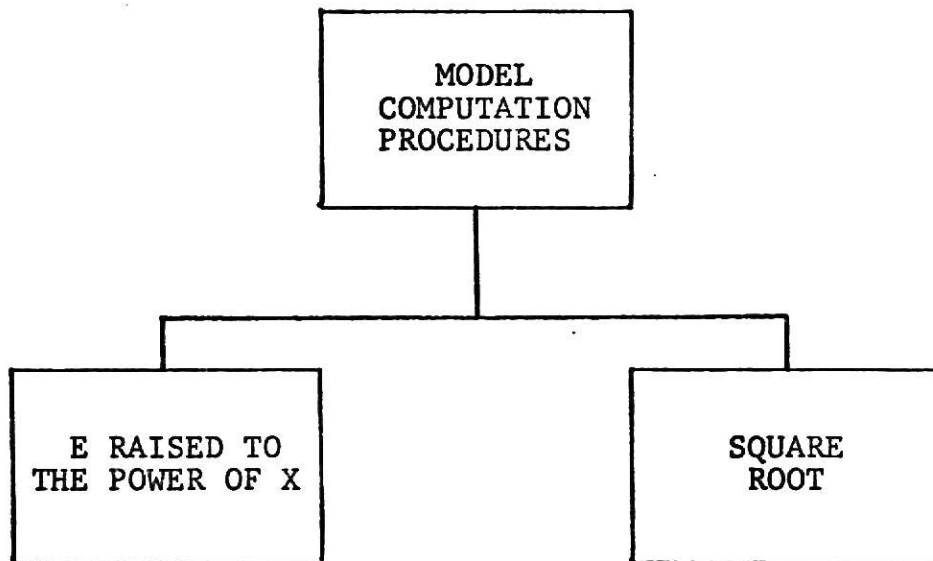 MODEL
COMPUTATION
PROCEDURES
E RAISED TO
THE POWER OF X
SQUARE
ROOT